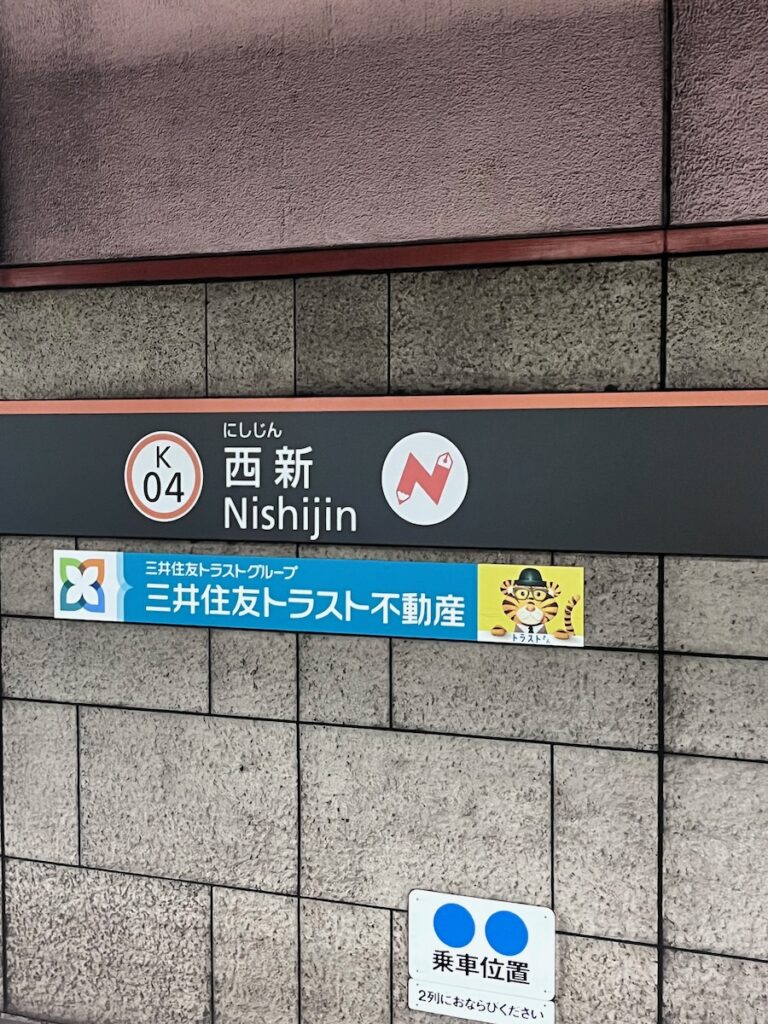 にしじん
K
04
西新
Nishijin
三井住友トラストグループ
三井住友トラスト不動産
トラストさん
乗車位置
2列におならびください